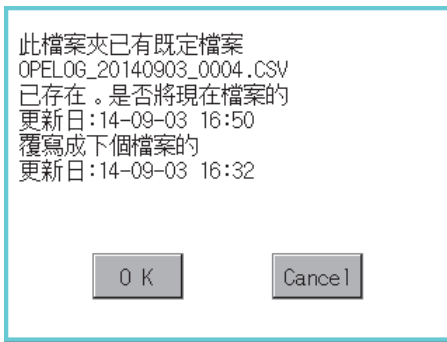 此檔案夾已有既定檔案
OPELOG_20140903_0004.CSV
已存在。是否將現在檔案的
更新日:14-09-03 16:50
覆寫成下個檔案的
更新日:14-09-03 16:32
OK
Cancel